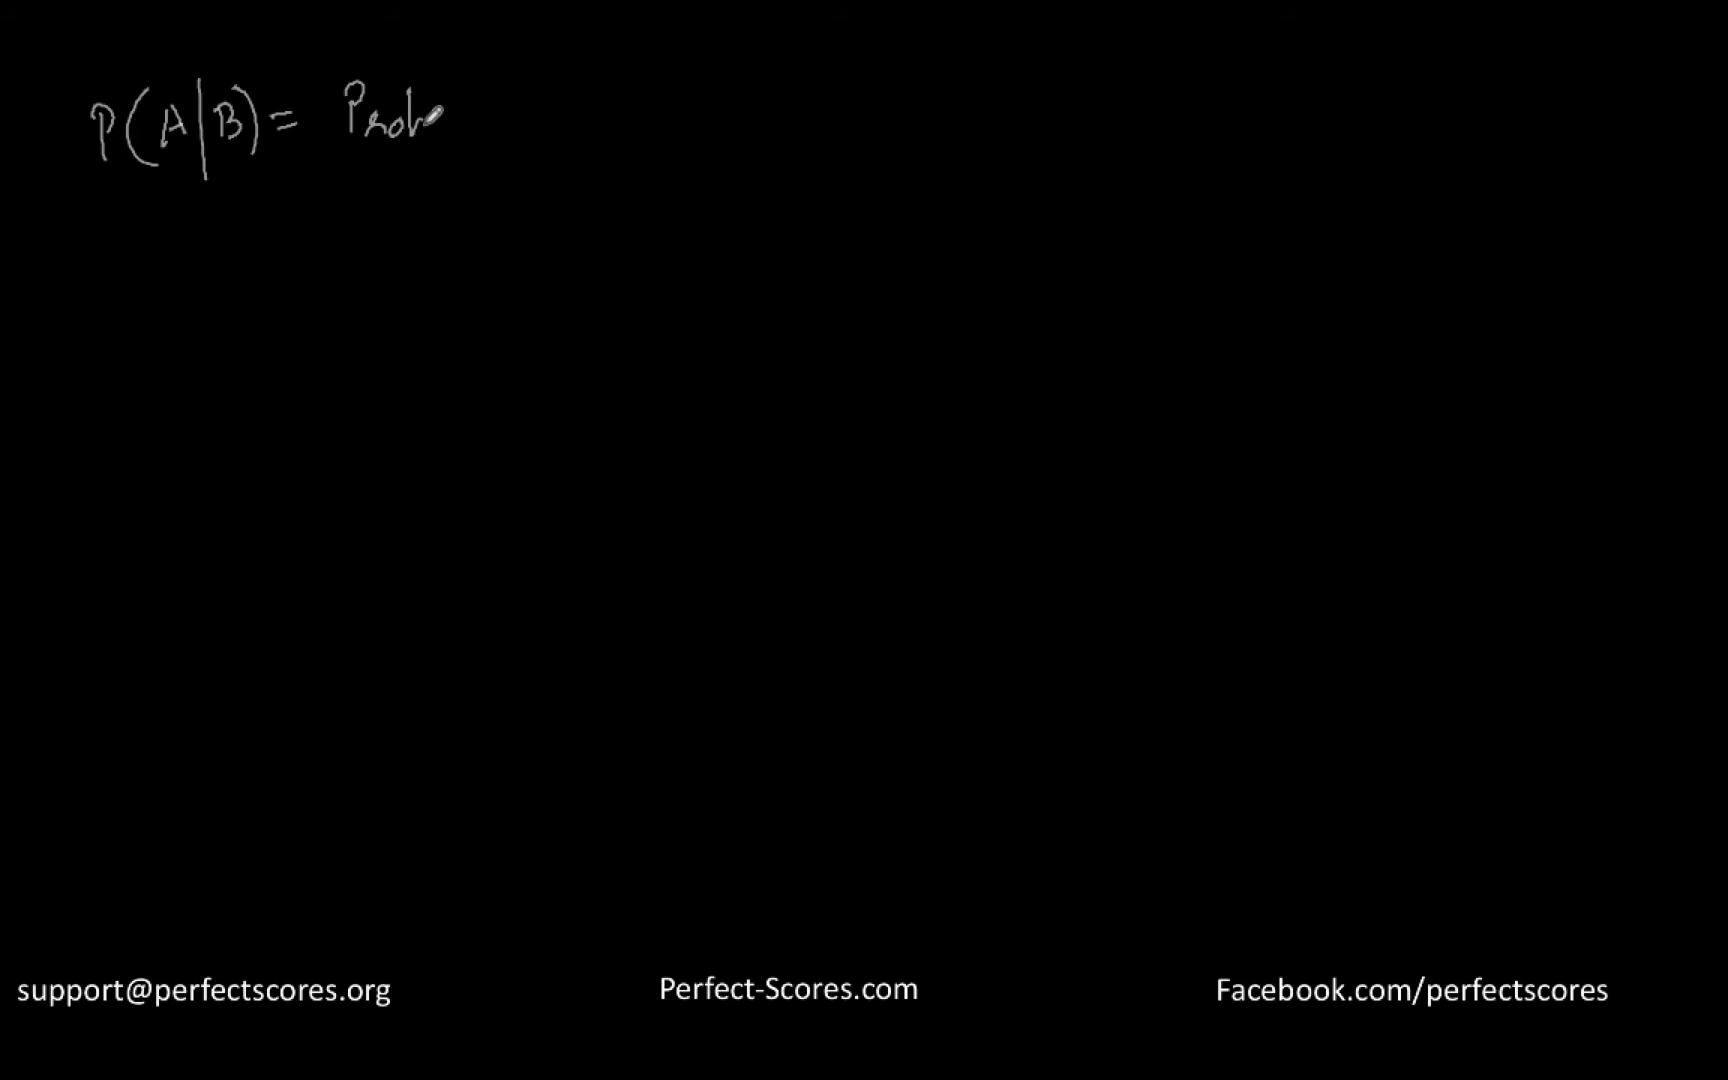 P(A|B) = Prob
support@perfectscores.org
Perfect-Scores.com
Facebook.com/perfectscores